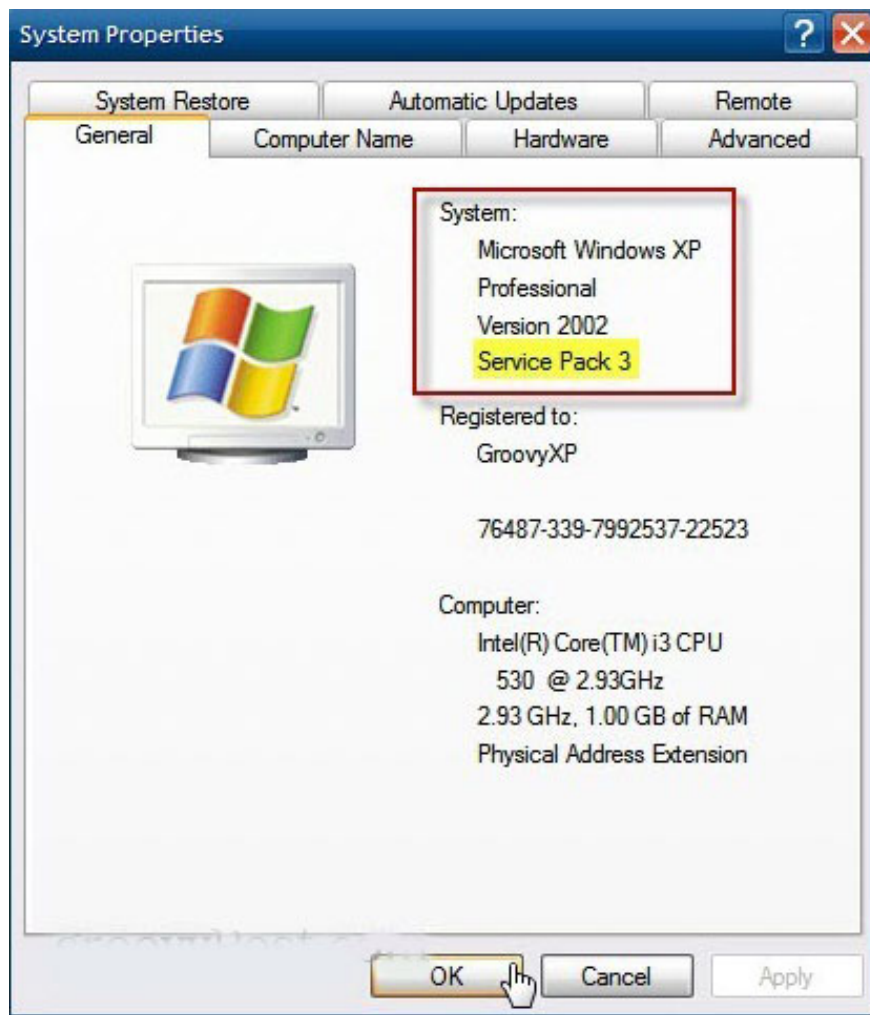 System Properties
?
System Restore Automatic Updates Remote
General Computer Name Hardware Advanced
System:
Microsoft Windows XP
Professional
Version 2002
Service Pack 3
Registered to:
GroovyXP
76487-339-7992537-22523
Computer:
Intel(R) Core(TM) i3 CPU
530 @ 2.93GHz
2.93 GHz, 1.00 GB of RAM
Physical Address Extension
OK Cancel Apply